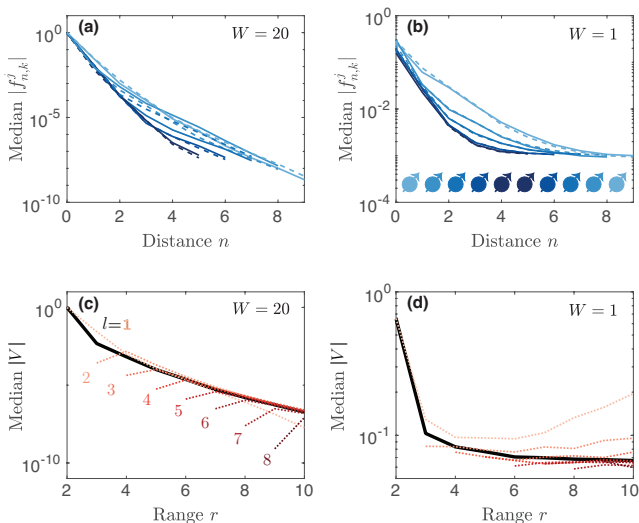 (a)
W = 20
Median |f^j_{n,k}|
10^0
10^-5
10^-10
0 2 4 6 8
Distance n
(b)
W = 1
Median |f^j_{n,k}|
10^0
10^-2
10^-4
0 2 4 6 8
Distance n
(c)
W = 20
Median |V|
10^0
10^-10
l=1
2
3
4
5
6
7
8
2 4 6 8 10
Range r
(d)
W = 1
Median |V|
10^0
10^-1
2 4 6 8 10
Range r